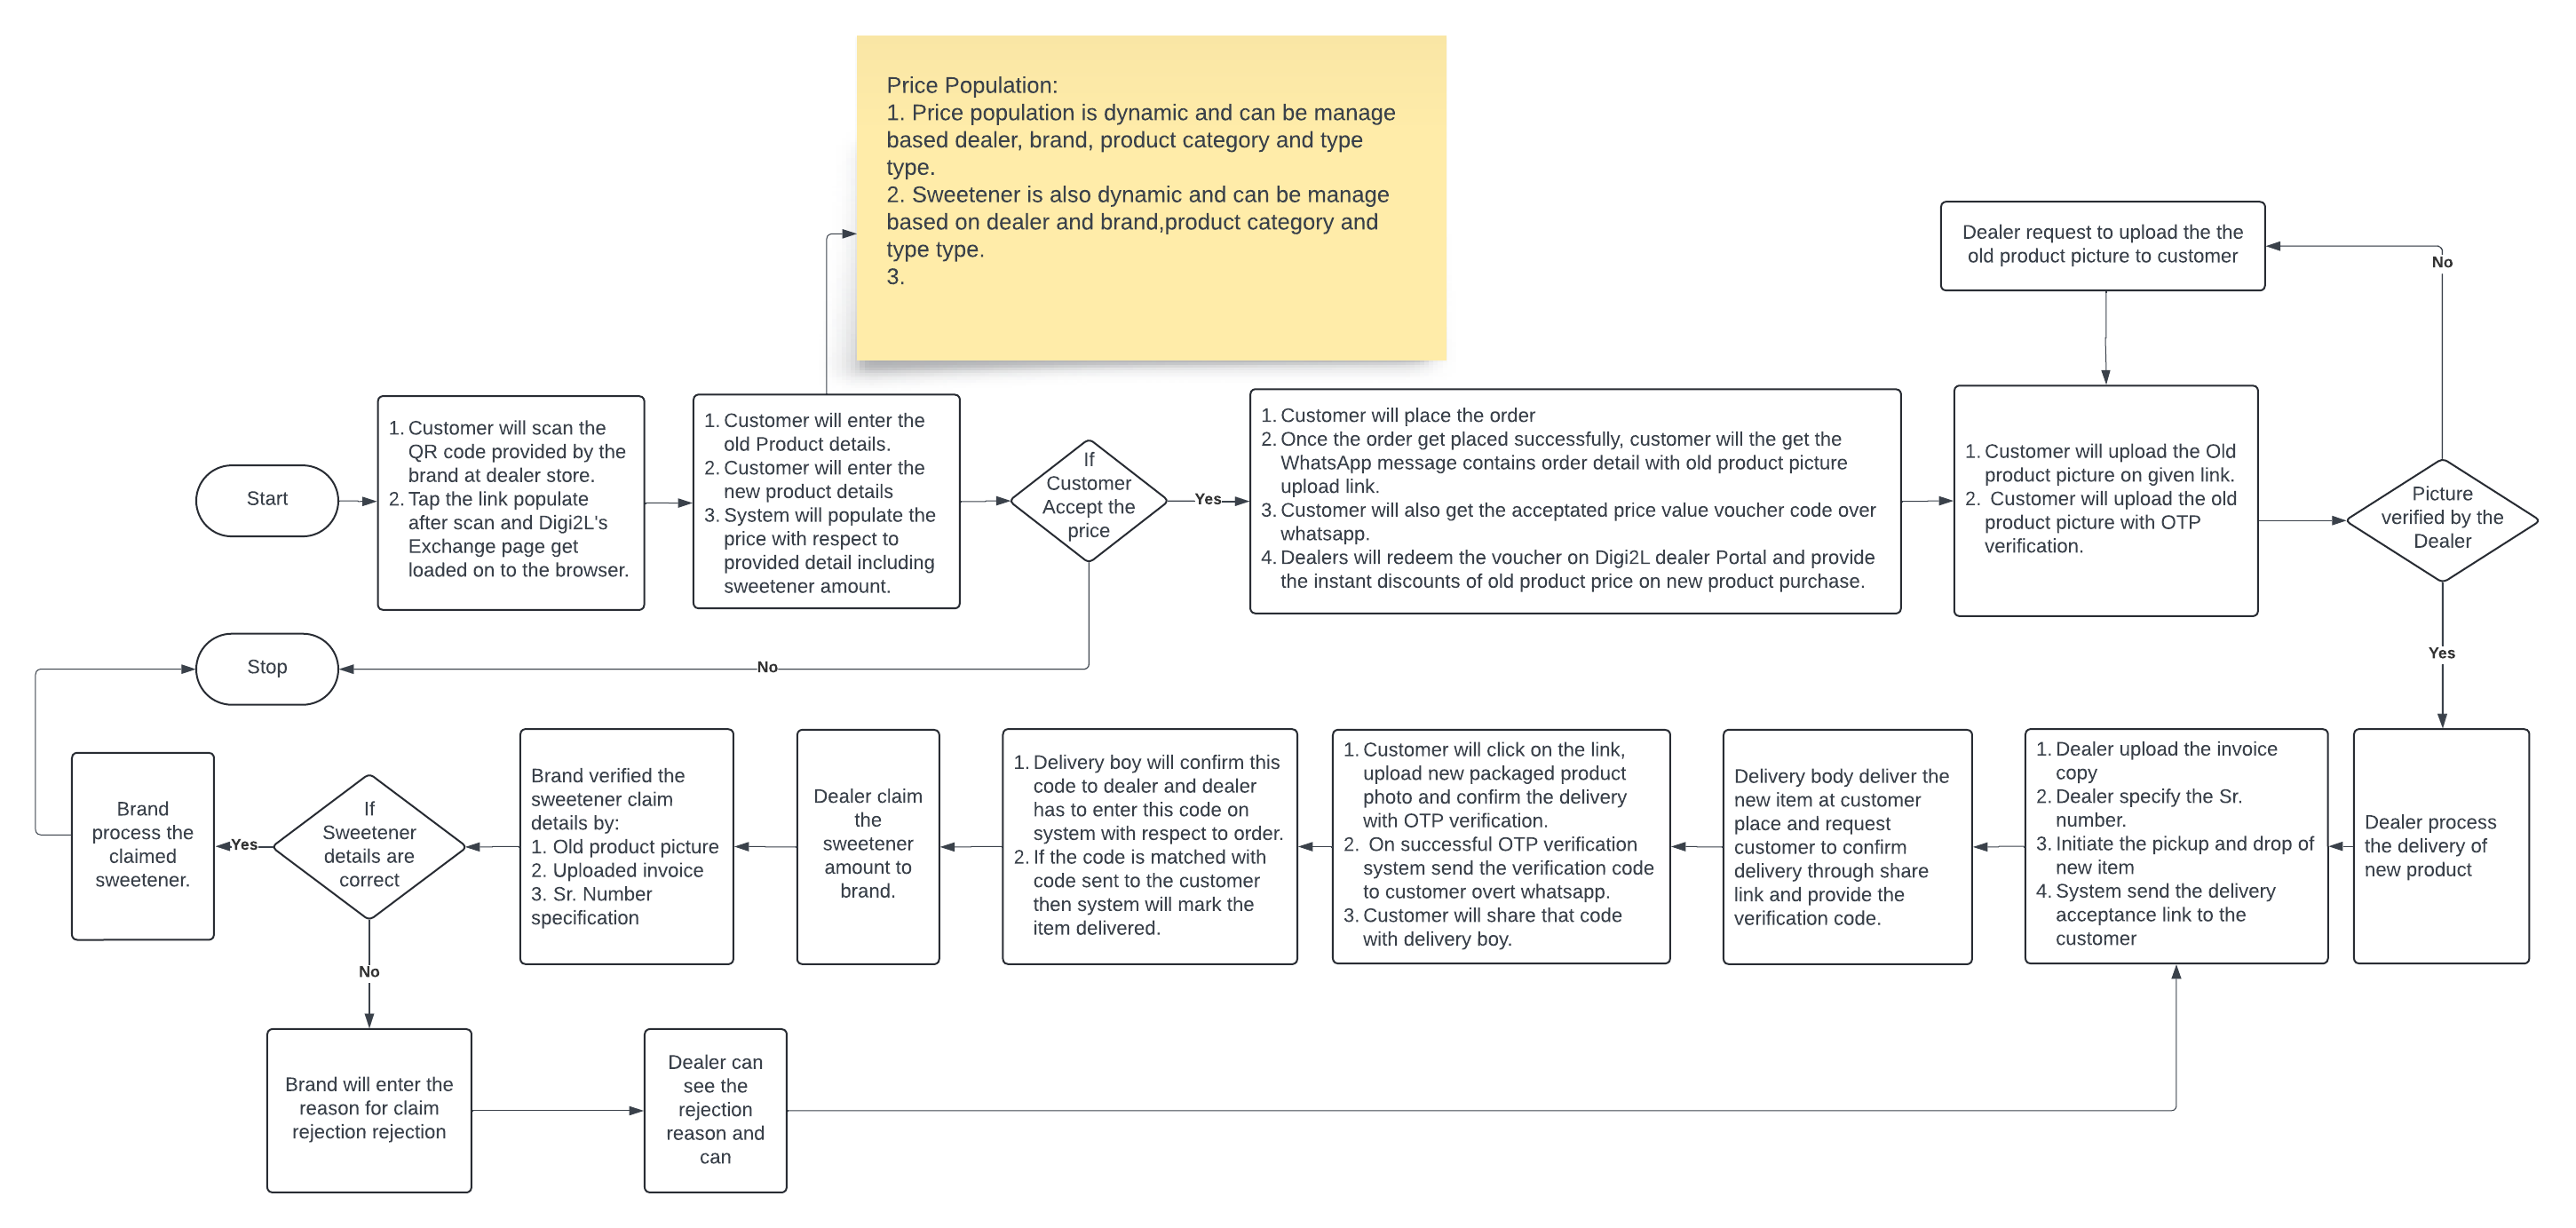 Price Population:
1. Price population is dynamic and can be manage
based dealer, brand, product category and type
type.
2. Sweetener is also dynamic and can be manage
based on dealer and brand,product category and
type type.
3.
Dealer request to upload the the
old product picture to customer
No
Start
1. Customer will scan the
QR code provided by the
brand at dealer store.
2. Tap the link populate
after scan and Digi2L's
Exchange page get
loaded on to the browser.
1. Customer will enter the
old Product details.
2. Customer will enter the
new product details
3. System will populate the
price with respect to
provided detail including
sweetener amount.
If
Customer
Accept the
price
Yes
1. Customer will place the order
2. Once the order get placed successfully, customer will the get the
WhatsApp message contains order detail with old product picture
upload link.
3. Customer will also get the acceptated price value voucher code over
whatsapp.
4. Dealers will redeem the voucher on Digi2L dealer Portal and provide
the instant discounts of old product price on new product purchase.
1. Customer will upload the Old
product picture on given link.
2. Customer will upload the old
product picture with OTP
verification.
Picture
verified by the
Dealer
Stop
No
Yes
Brand
process the
claimed
sweetener.
Yes
If
Sweetener
details are
correct
Brand verified the
sweetener claim
details by:
1. Old product picture
2. Uploaded invoice
3. Sr. Number
specification
Dealer claim
the
sweetener
amount to
brand.
1. Delivery boy will confirm this
code to dealer and dealer
has to enter this code on
system with respect to order.
2. If the code is matched with
code sent to the customer
then system will mark the
item delivered.
1. Customer will click on the link,
upload new packaged product
photo and confirm the delivery
with OTP verification.
2. On successful OTP verification
system send the verification code
to customer overt whatsapp.
3. Customer will share that code
with delivery boy.
Delivery body deliver the
new item at customer
place and request
customer to confirm
delivery through share
link and provide the
verification code.
1. Dealer upload the invoice
copy
2. Dealer specify the Sr.
number.
3. Initiate the pickup and drop of
new item
4. System send the delivery
acceptance link to the
customer
Dealer process
the delivery of
new product
No
Brand will enter the
reason for claim
rejection rejection
Dealer can
see the
rejection
reason and
can